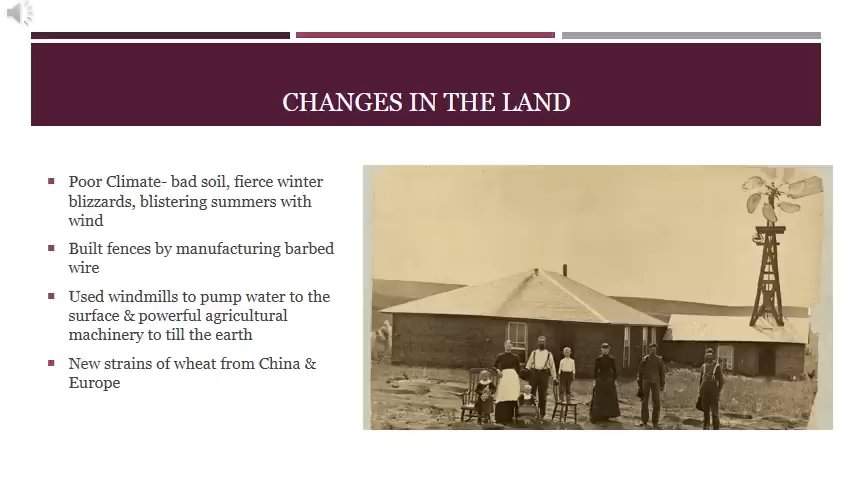 CHANGES IN THE LAND
Poor Climate- bad soil, fierce winter
blizzards, blistering summers with
wind
Built fences by manufacturing barbed
wire
Used windmills to pump water to the
surface & powerful agricultural
machinery to till the earth
New strains of wheat from China &
Europe